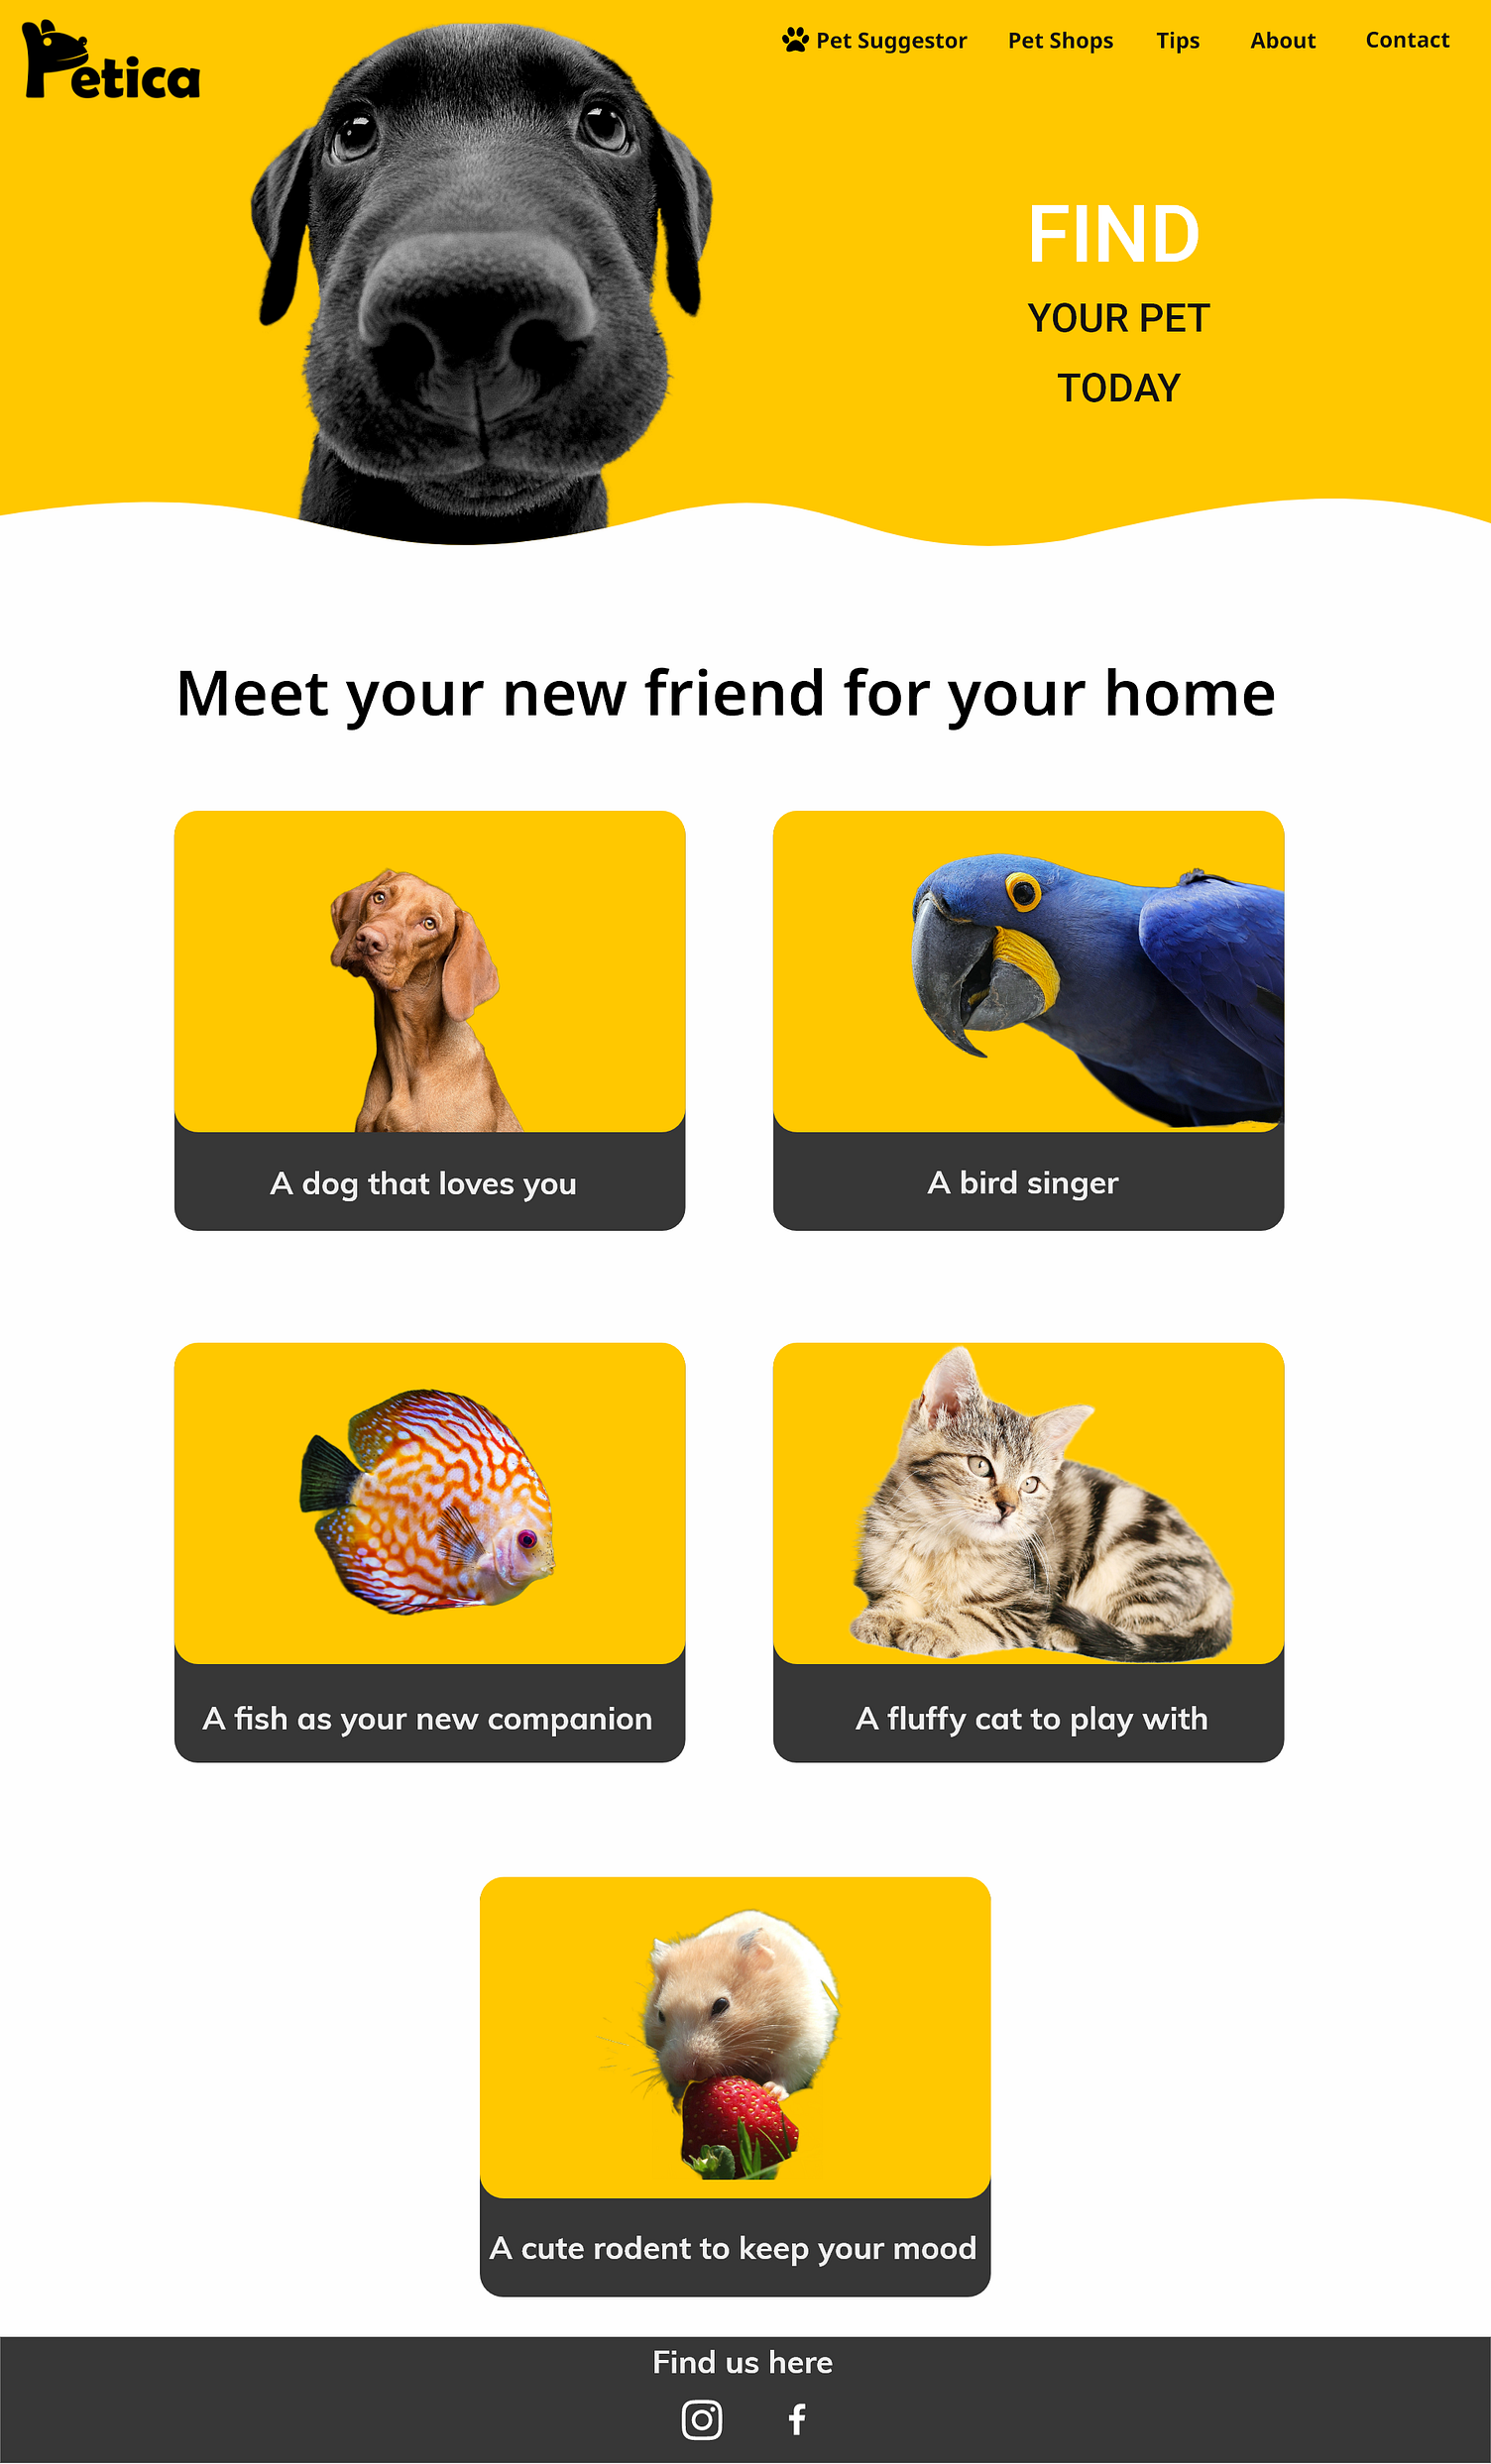 Petica
Pet Suggestor Pet Shops Tips About Contact
FIND
YOUR PET
TODAY
Meet your new friend for your home
A dog that loves you
A bird singer
A fish as your new companion
A fluffy cat to play with
A cute rodent to keep your mood
Find us here